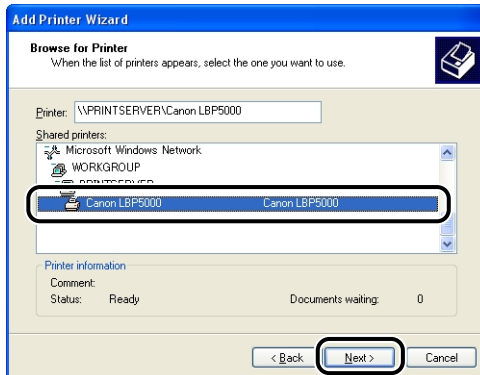 Add Printer Wizard
Browse for Printer
When the list of printers appears, select the one you want to use.
Printer: \\PRINTSERVER\Canon LBP5000
Shared printers:
Microsoft Windows Network
WORKGROUP
PRINTSERVER
Canon LBP5000 Canon LBP5000
Printer information
Comment:
Status: Ready Documents waiting: 0
< Back Next > Cancel